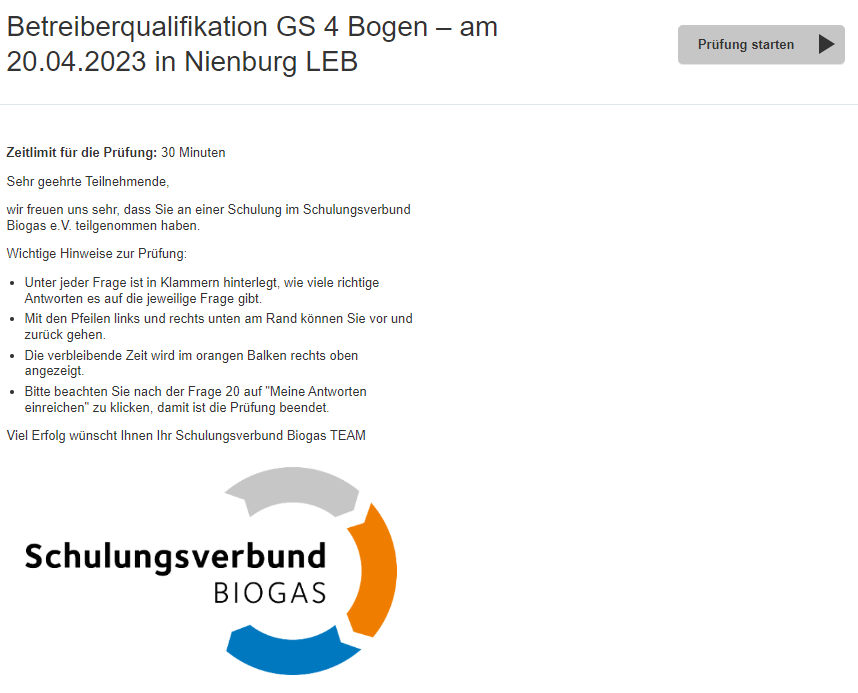 Betreiberqualifikation GS 4 Bogen – am
20.04.2023 in Nienburg LEB
Prüfung starten
Zeitlimit für die Prüfung: 30 Minuten
Sehr geehrte Teilnehmende,
wir freuen uns sehr, dass Sie an einer Schulung im Schulungsverbund
Biogas e.V. teilgenommen haben.
Wichtige Hinweise zur Prüfung:
• Unter jeder Frage ist in Klammern hinterlegt, wie viele richtige
Antworten es auf die jeweilige Frage gibt.
• Mit den Pfeilen links und rechts unten am Rand können Sie vor und
zurück gehen.
• Die verbleibende Zeit wird im orangen Balken rechts oben
angezeigt.
• Bitte beachten Sie nach der Frage 20 auf "Meine Antworten
einreichen" zu klicken, damit ist die Prüfung beendet.
Viel Erfolg wünscht Ihnen Ihr Schulungsverbund Biogas TEAM
Schulungsverbund
BIOGAS